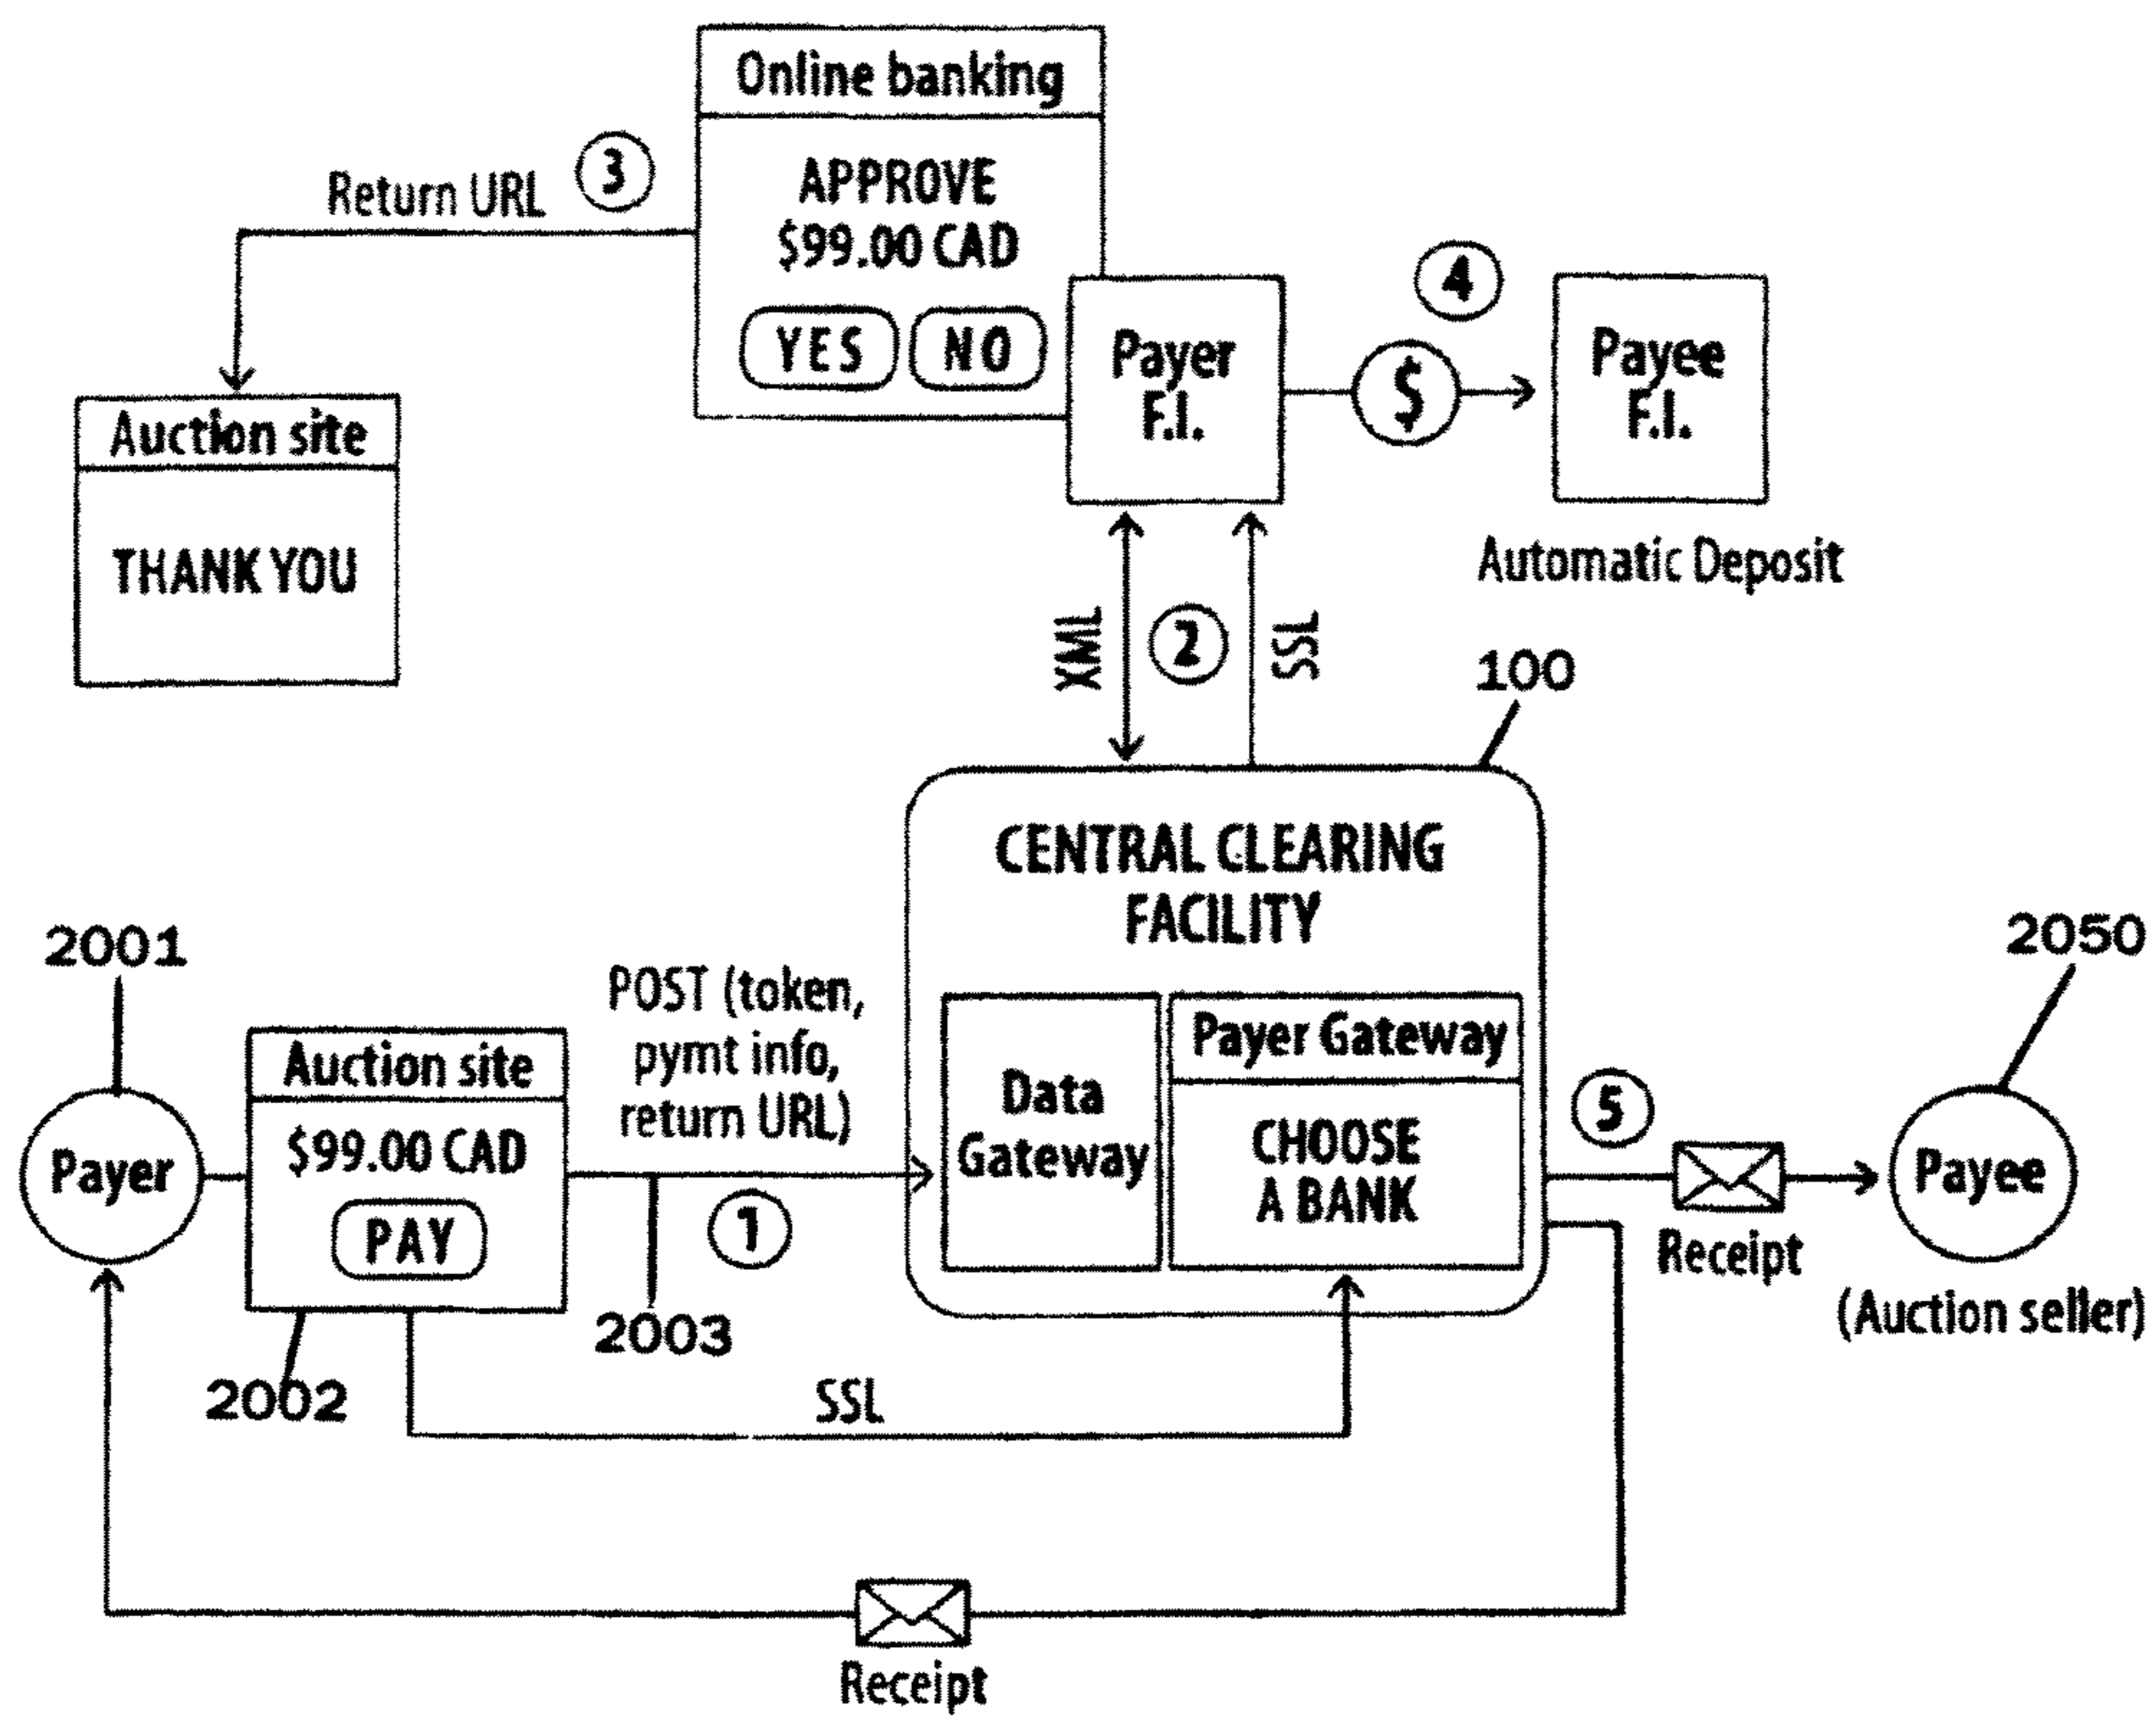 Online banking
APPROVE
$99.00 CAD
YES
NO
Return URL
3
Auction site
THANK YOU
Payer
F.I.
$
4
Payee
F.I.
Automatic Deposit
XML
2
SSL
100
CENTRAL CLEARING
FACILITY
Data
Gateway
Payer Gateway
CHOOSE
A BANK
2001
Payer
Auction site
$99.00 CAD
PAY
2002
POST (token,
pymt info,
return URL)
1
2003
SSL
5
Receipt
2050
Payee
(Auction seller)
Receipt